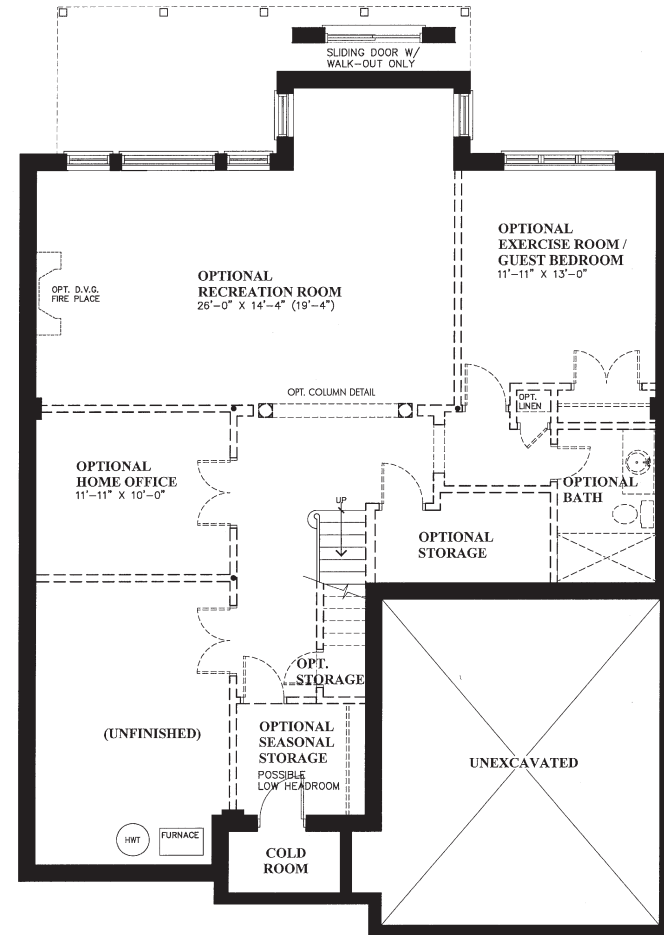 SLIDING DOOR W/
WALK-OUT ONLY
OPTIONAL
EXERCISE ROOM /
GUEST BEDROOM
11'-11" X 13'-0"
OPT. D.V.G.
FIRE PLACE
OPTIONAL
RECREATION ROOM
26'-0" X 14'-4" (19'-4")
OPT. COLUMN DETAIL
OPT.
LINEN
OPTIONAL
HOME OFFICE
11'-11" X 10'-0"
OPTIONAL
BATH
UP
OPTIONAL
STORAGE
OPT.
STORAGE
(UNFINISHED)
OPTIONAL
SEASONAL
STORAGE
POSSIBLE
LOW HEADROOM
UNEXCAVATED
HWT
FURNACE
COLD
ROOM